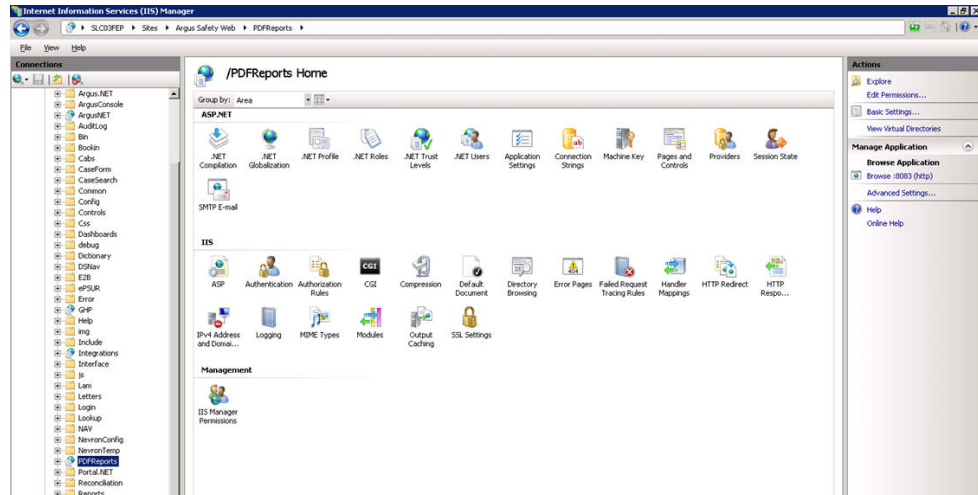 Internet Information Services (IIS) Manager
SLC03FEP Sites Argus Safety Web PDFReports
File View Help
Connections
Argus.NET
ArgusConsole
ArgusNET
AuditLog
Bin
Bookin
Cabs
CaseForm
CaseSearch
Common
Config
Controls
Css
Dashboards
debug
Dictionary
DSNav
E2B
ePSUR
Error
GHP
Help
img
Include
Integrations
Interface
js
Lam
Letters
Login
Lookup
NAV
NevronConfig
NevronTemp
PDFReports
Portal.NET
Reconciliation
Reports
/PDFReports Home
Group by: Area
ASP.NET
.NET Compilation
.NET Globalization
.NET Profile
.NET Roles
.NET Trust Levels
.NET Users
Application Settings
Connection Strings
Machine Key
Pages and Controls
Providers
Session State
SMTP E-mail
IIS
ASP
Authentication
Authorization Rules
CGI
Compression
Default Document
Directory Browsing
Error Pages
Failed Request Tracing Rules
Handler Mappings
HTTP Redirect
HTTP Respo...
IPv4 Address and Domai...
Logging
MIME Types
Modules
Output Caching
SSL Settings
Management
IIS Manager Permissions
Actions
Explore
Edit Permissions...
Basic Settings...
View Virtual Directories
Manage Application
Browse Application
Browse :8083 (http)
Advanced Settings...
Help
Online Help